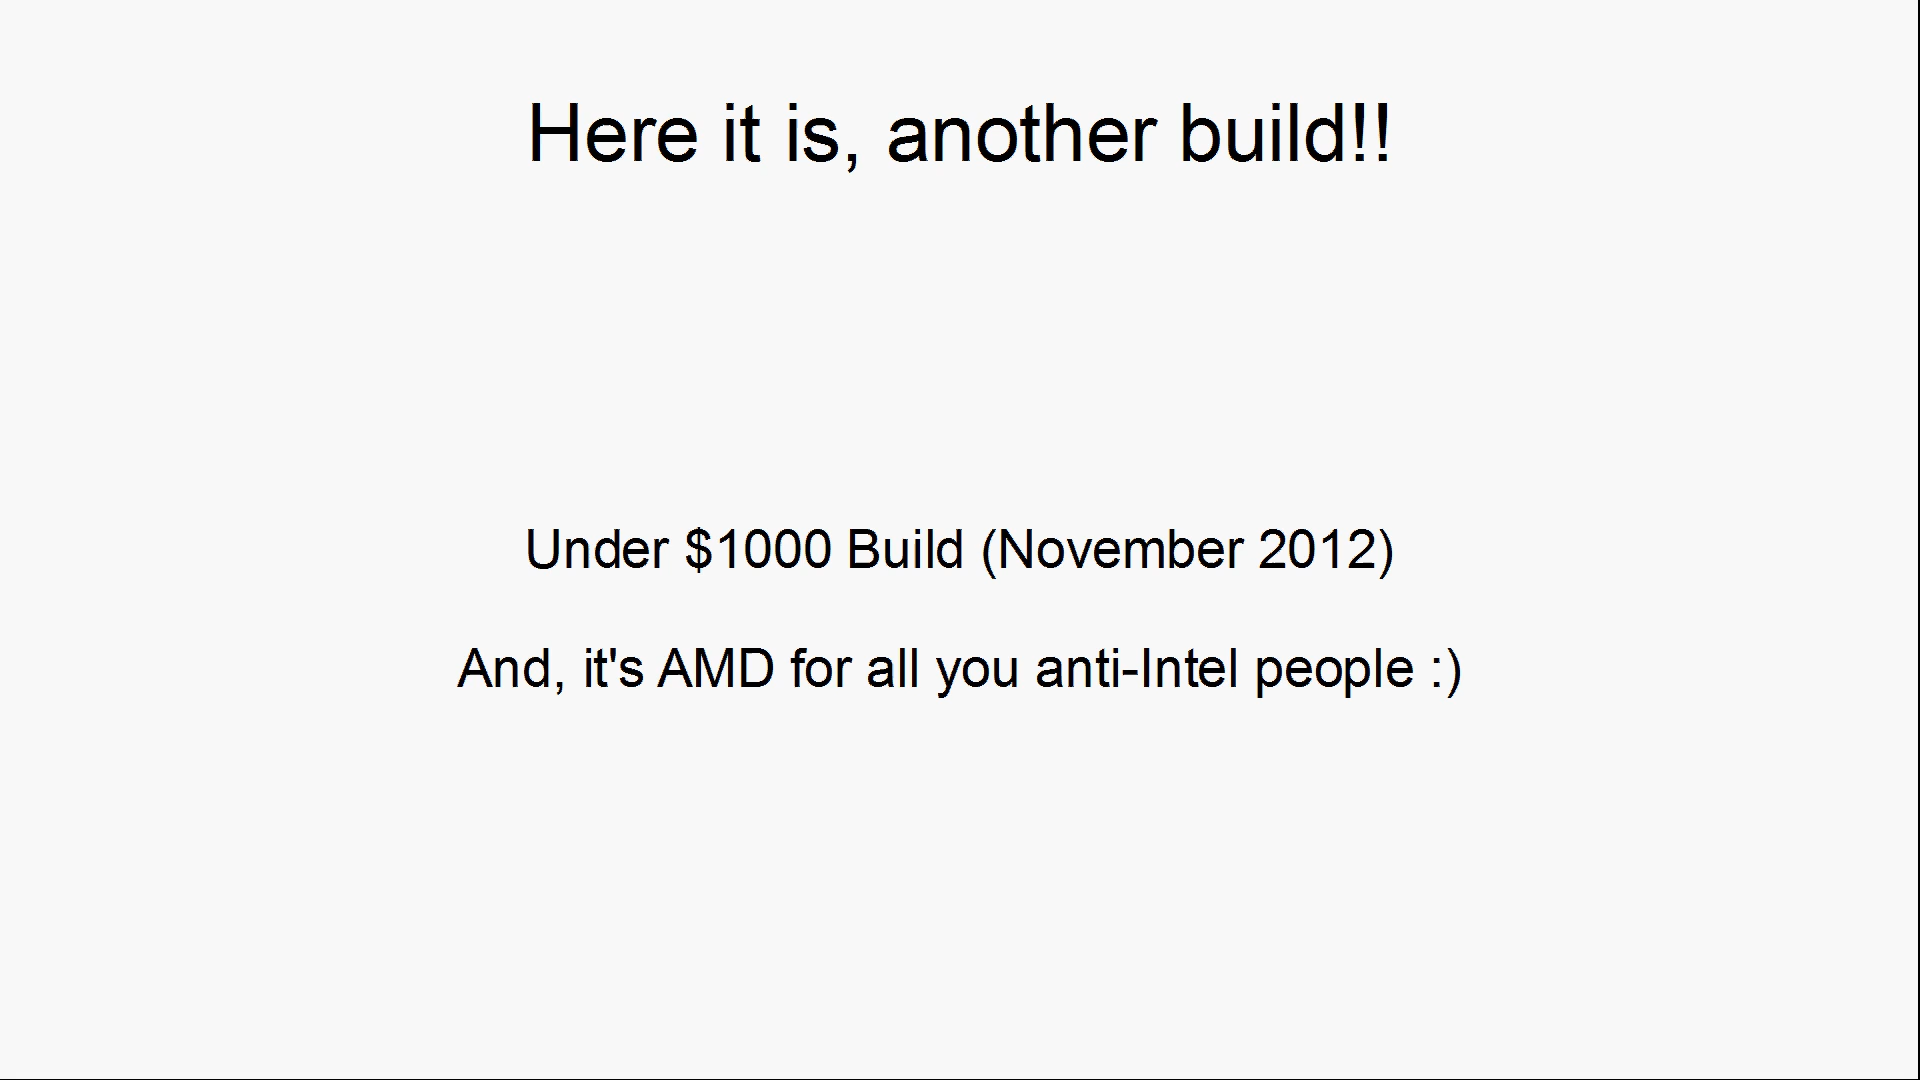 Here it is, another build!!
Under $1000 Build (November 2012)
And, it's AMD for all you anti-Intel people :)